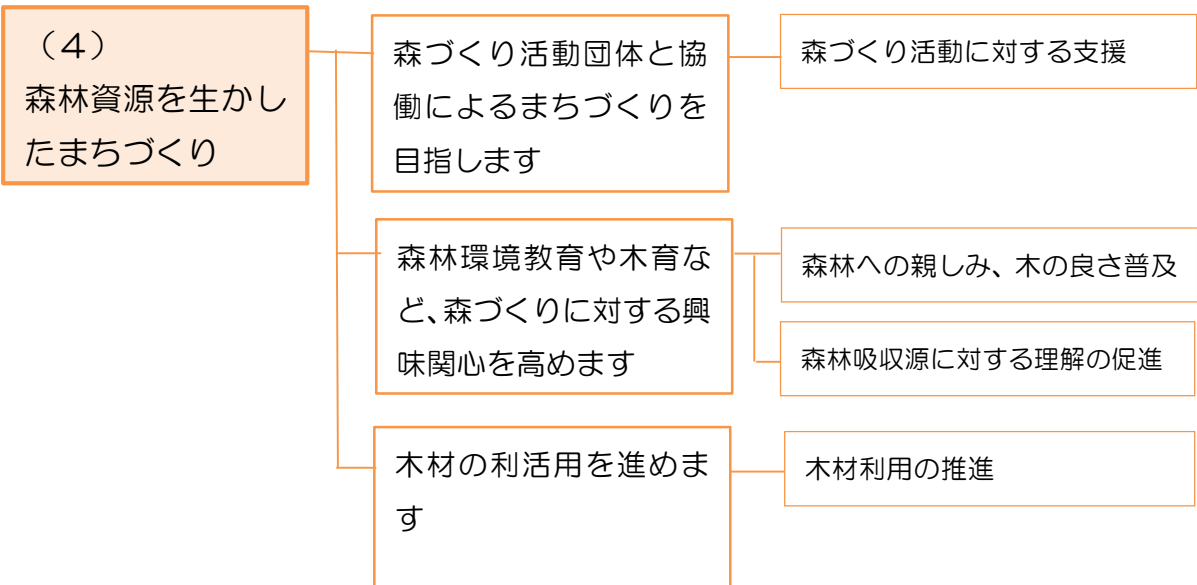 （4）
森林資源を生かし
たまちづくり
森づくり活動団体と協
働によるまちづくりを
目指します
森づくり活動に対する支援
森林環境教育や木育な
ど、森づくりに対する興
味関心を高めます
森林への親しみ、木の良さ普及
森林吸収源に対する理解の促進
木材の利活用を進めま
す
木材利用の推進